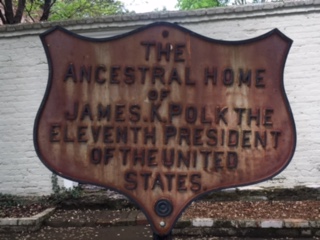 THE
ANCESTRAL HOME
OF
JAMES.K.POLK THE
ELEVENTH PRESIDENT
OF THE UNITED
STATES.